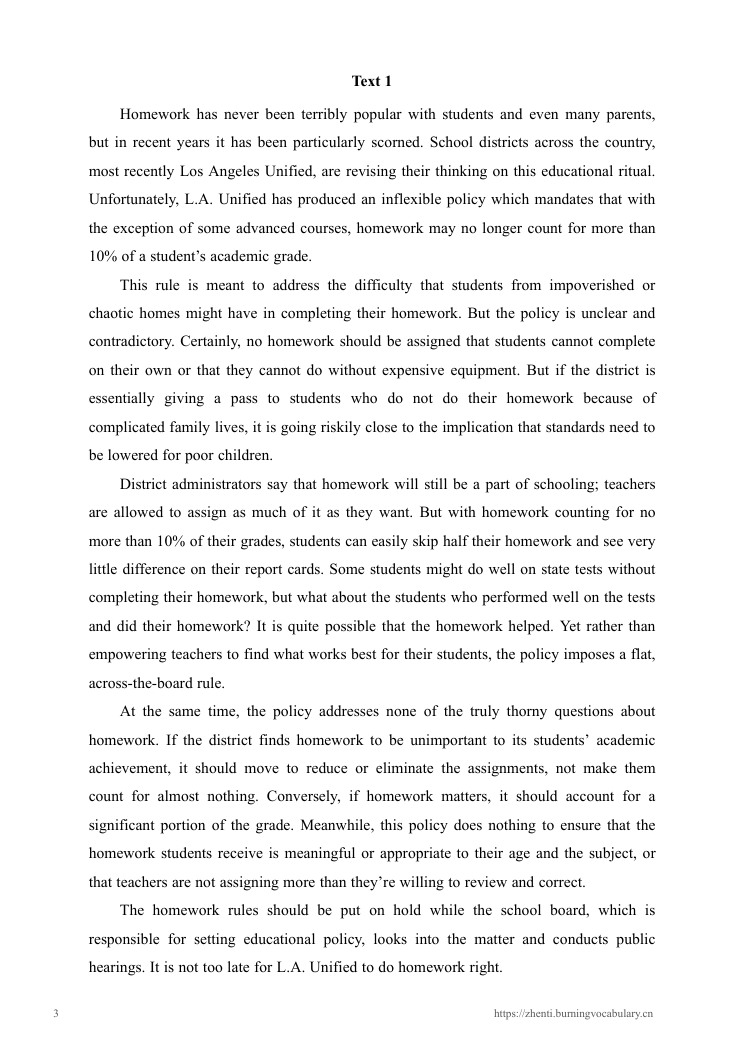 Text 1
Homework has never been terribly popular with students and even many parents,
but in recent years it has been particularly scorned. School districts across the country,
most recently Los Angeles Unified, are revising their thinking on this educational ritual.
Unfortunately, L.A. Unified has produced an inflexible policy which mandates that with
the exception of some advanced courses, homework may no longer count for more than
10% of a student’s academic grade.
This rule is meant to address the difficulty that students from impoverished or
chaotic homes might have in completing their homework. But the policy is unclear and
contradictory. Certainly, no homework should be assigned that students cannot complete
on their own or that they cannot do without expensive equipment. But if the district is
essentially giving a pass to students who do not do their homework because of
complicated family lives, it is going riskily close to the implication that standards need to
be lowered for poor children.
District administrators say that homework will still be a part of schooling; teachers
are allowed to assign as much of it as they want. But with homework counting for no
more than 10% of their grades, students can easily skip half their homework and see very
little difference on their report cards. Some students might do well on state tests without
completing their homework, but what about the students who performed well on the tests
and did their homework? It is quite possible that the homework helped. Yet rather than
empowering teachers to find what works best for their students, the policy imposes a flat,
across-the-board rule.
At the same time, the policy addresses none of the truly thorny questions about
homework. If the district finds homework to be unimportant to its students’ academic
achievement, it should move to reduce or eliminate the assignments, not make them
count for almost nothing. Conversely, if homework matters, it should account for a
significant portion of the grade. Meanwhile, this policy does nothing to ensure that the
homework students receive is meaningful or appropriate to their age and the subject, or
that teachers are not assigning more than they’re willing to review and correct.
The homework rules should be put on hold while the school board, which is
responsible for setting educational policy, looks into the matter and conducts public
hearings. It is not too late for L.A. Unified to do homework right.
3
https://zhenti.burningvocabulary.cn